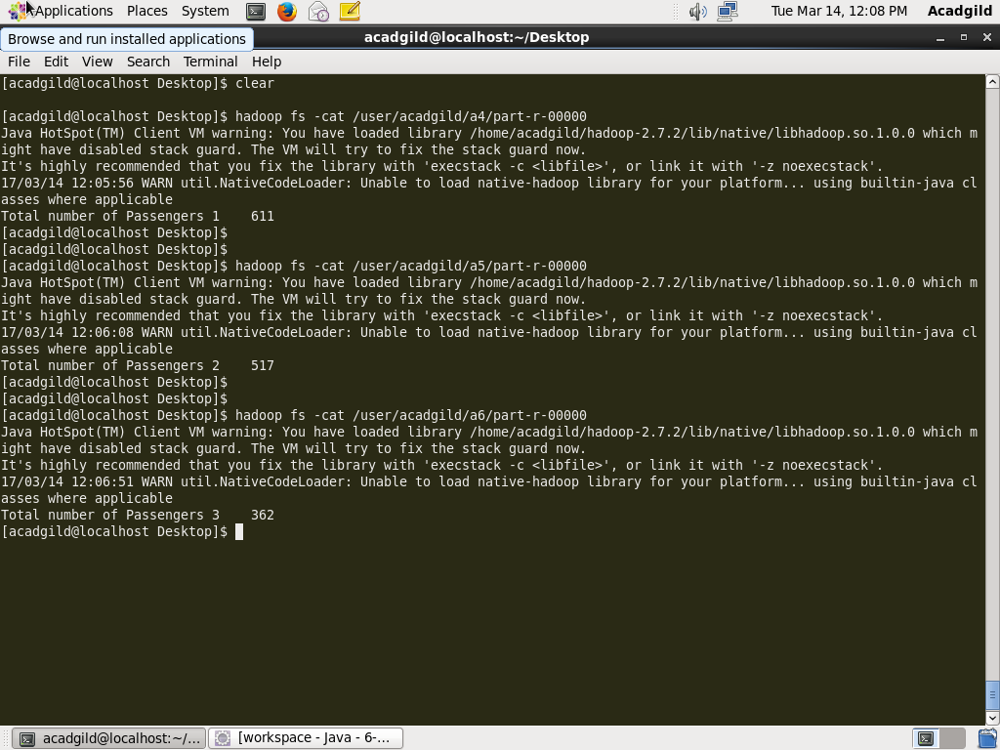 Applications Places System Tue Mar 14, 12:08 PM Acadgild
Browse and run installed applications
acadgild@localhost:~/Desktop
File Edit View Search Terminal Help
[acadgild@localhost Desktop]$ clear
[acadgild@localhost Desktop]$ hadoop fs -cat /user/acadgild/a4/part-r-00000
Java HotSpot(TM) Client VM warning: You have loaded library /home/acadgild/hadoop-2.7.2/lib/native/libhadoop.so.1.0.0 which m
ight have disabled stack guard. The VM will try to fix the stack guard now.
It's highly recommended that you fix the library with 'execstack -c <libfile>', or link it with '-z noexecstack'.
17/03/14 12:05:56 WARN util.NativeCodeLoader: Unable to load native-hadoop library for your platform... using builtin-java cl
asses where applicable
Total number of Passengers 1    611
[acadgild@localhost Desktop]$
[acadgild@localhost Desktop]$
[acadgild@localhost Desktop]$ hadoop fs -cat /user/acadgild/a5/part-r-00000
Java HotSpot(TM) Client VM warning: You have loaded library /home/acadgild/hadoop-2.7.2/lib/native/libhadoop.so.1.0.0 which m
ight have disabled stack guard. The VM will try to fix the stack guard now.
It's highly recommended that you fix the library with 'execstack -c <libfile>', or link it with '-z noexecstack'.
17/03/14 12:06:08 WARN util.NativeCodeLoader: Unable to load native-hadoop library for your platform... using builtin-java cl
asses where applicable
Total number of Passengers 2    517
[acadgild@localhost Desktop]$
[acadgild@localhost Desktop]$
[acadgild@localhost Desktop]$ hadoop fs -cat /user/acadgild/a6/part-r-00000
Java HotSpot(TM) Client VM warning: You have loaded library /home/acadgild/hadoop-2.7.2/lib/native/libhadoop.so.1.0.0 which m
ight have disabled stack guard. The VM will try to fix the stack guard now.
It's highly recommended that you fix the library with 'execstack -c <libfile>', or link it with '-z noexecstack'.
17/03/14 12:06:51 WARN util.NativeCodeLoader: Unable to load native-hadoop library for your platform... using builtin-java cl
asses where applicable
Total number of Passengers 3    362
[acadgild@localhost Desktop]$
acadgild@localhost:~/... [workspace - Java - 6-...